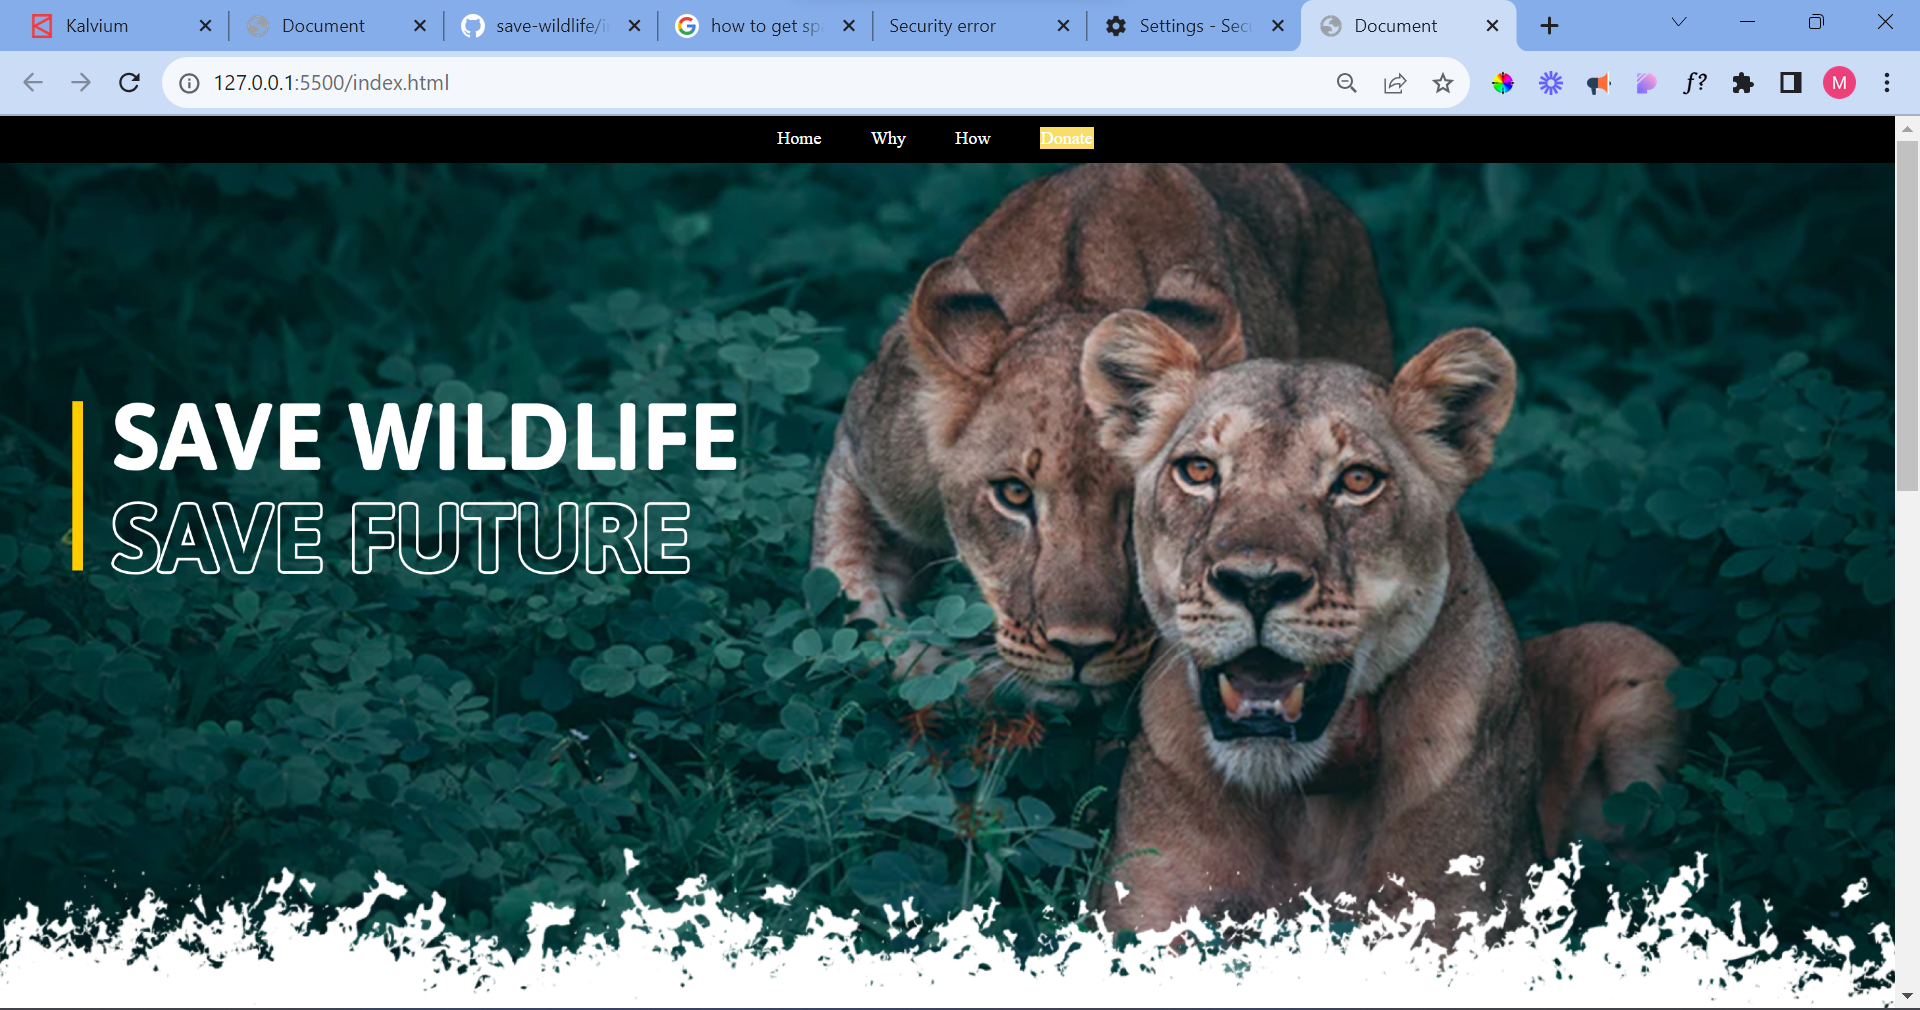 Kalvium
Document
save-wildlife/i
how to get sp
Security error
Settings - Secu
Document
127.0.0.1:5500/index.html
f?
M
Home
Why
How
Donate
SAVE WILDLIFE
SAVE FUTURE